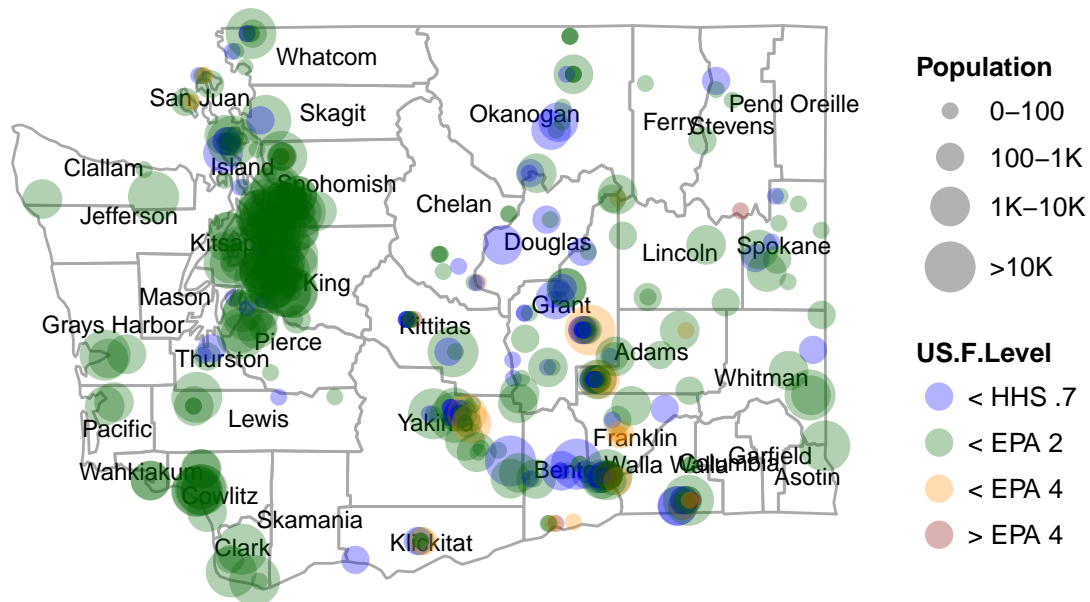 Whatcom
San Juan
Skagit
Okanogan
Pend Oreille
Ferry
Stevens
Clallam
Island
Snohomish
Jefferson
Chelan
Kitsap
Douglas
Lincoln
Spokane
King
Mason
Grant
Grays Harbor
Kittitas
Pierce
Thurston
Adams
Whitman
Lewis
Yakima
Pacific
Franklin
Wahkiakum
Benton
Walla Walla
Columbia
Garfield
Asotin
Cowlitz
Skamania
Klickitat
Clark
Population
0–100
100–1K
1K–10K
>10K
US.F.Level
< HHS .7
< EPA 2
< EPA 4
> EPA 4